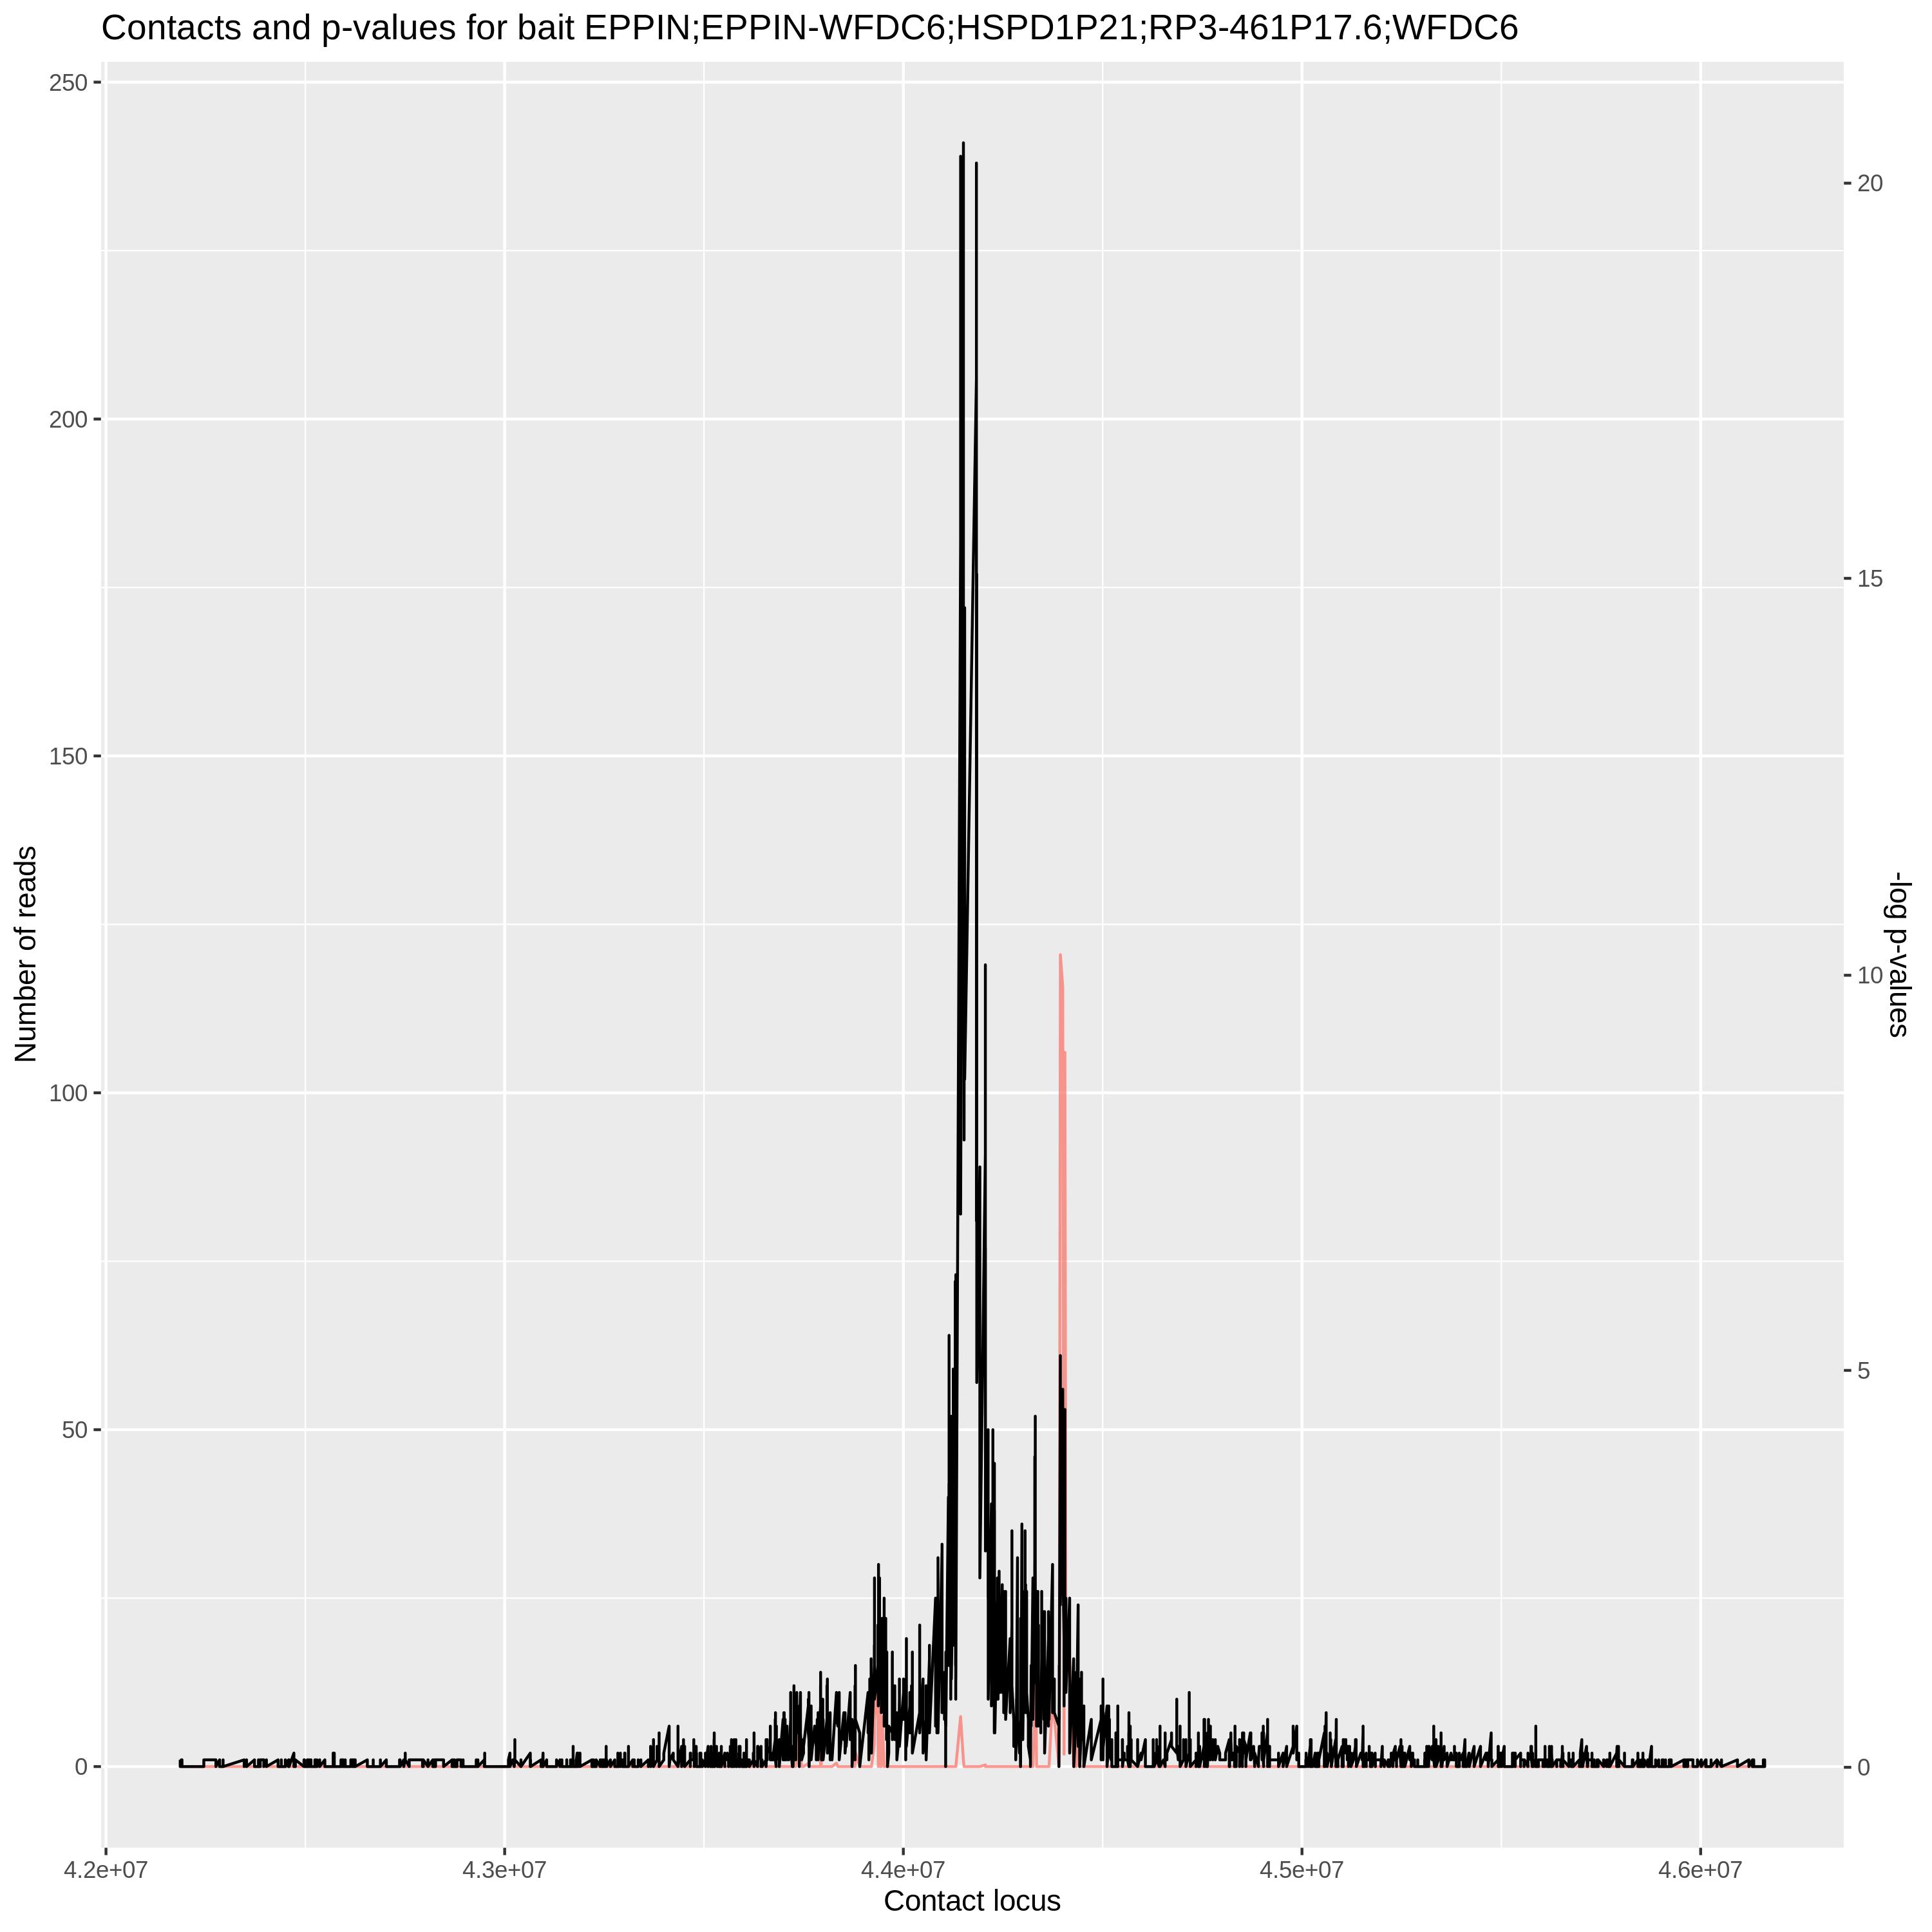 Contacts and p-values for bait EPPIN;EPPIN-WFDC6;HSPD1P21;RP3-461P17.6;WFDC6
250
200
150
100
50
0
Number of reads
20
15
10
5
0
-log p-values
4.2e+07
4.3e+07
4.4e+07
4.5e+07
4.6e+07
Contact locus